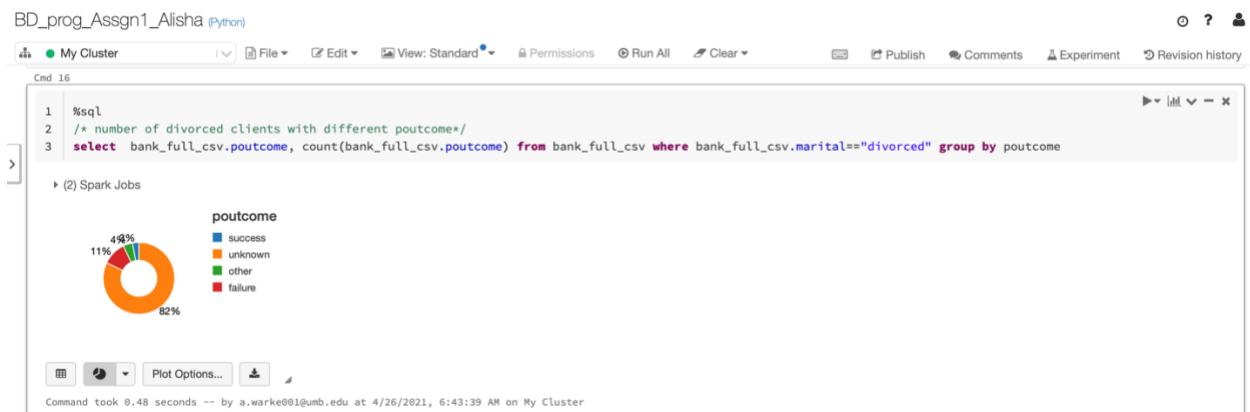 BD_prog_Assgn1_Alisha (Python)
?
My Cluster File Edit View: Standard Permissions Run All Clear Publish Comments Experiment Revision history
Cmd 16
1 %sql
2 /* number of divorced clients with different poutcome*/
3 select bank_full_csv.poutcome, count(bank_full_csv.poutcome) from bank_full_csv where bank_full_csv.marital=="divorced" group by poutcome
(2) Spark Jobs
poutcome
success
unknown
other
failure
4%
11%
82%
Plot Options...
Command took 0.48 seconds -- by a.warke001@umb.edu at 4/26/2021, 6:43:39 AM on My Cluster